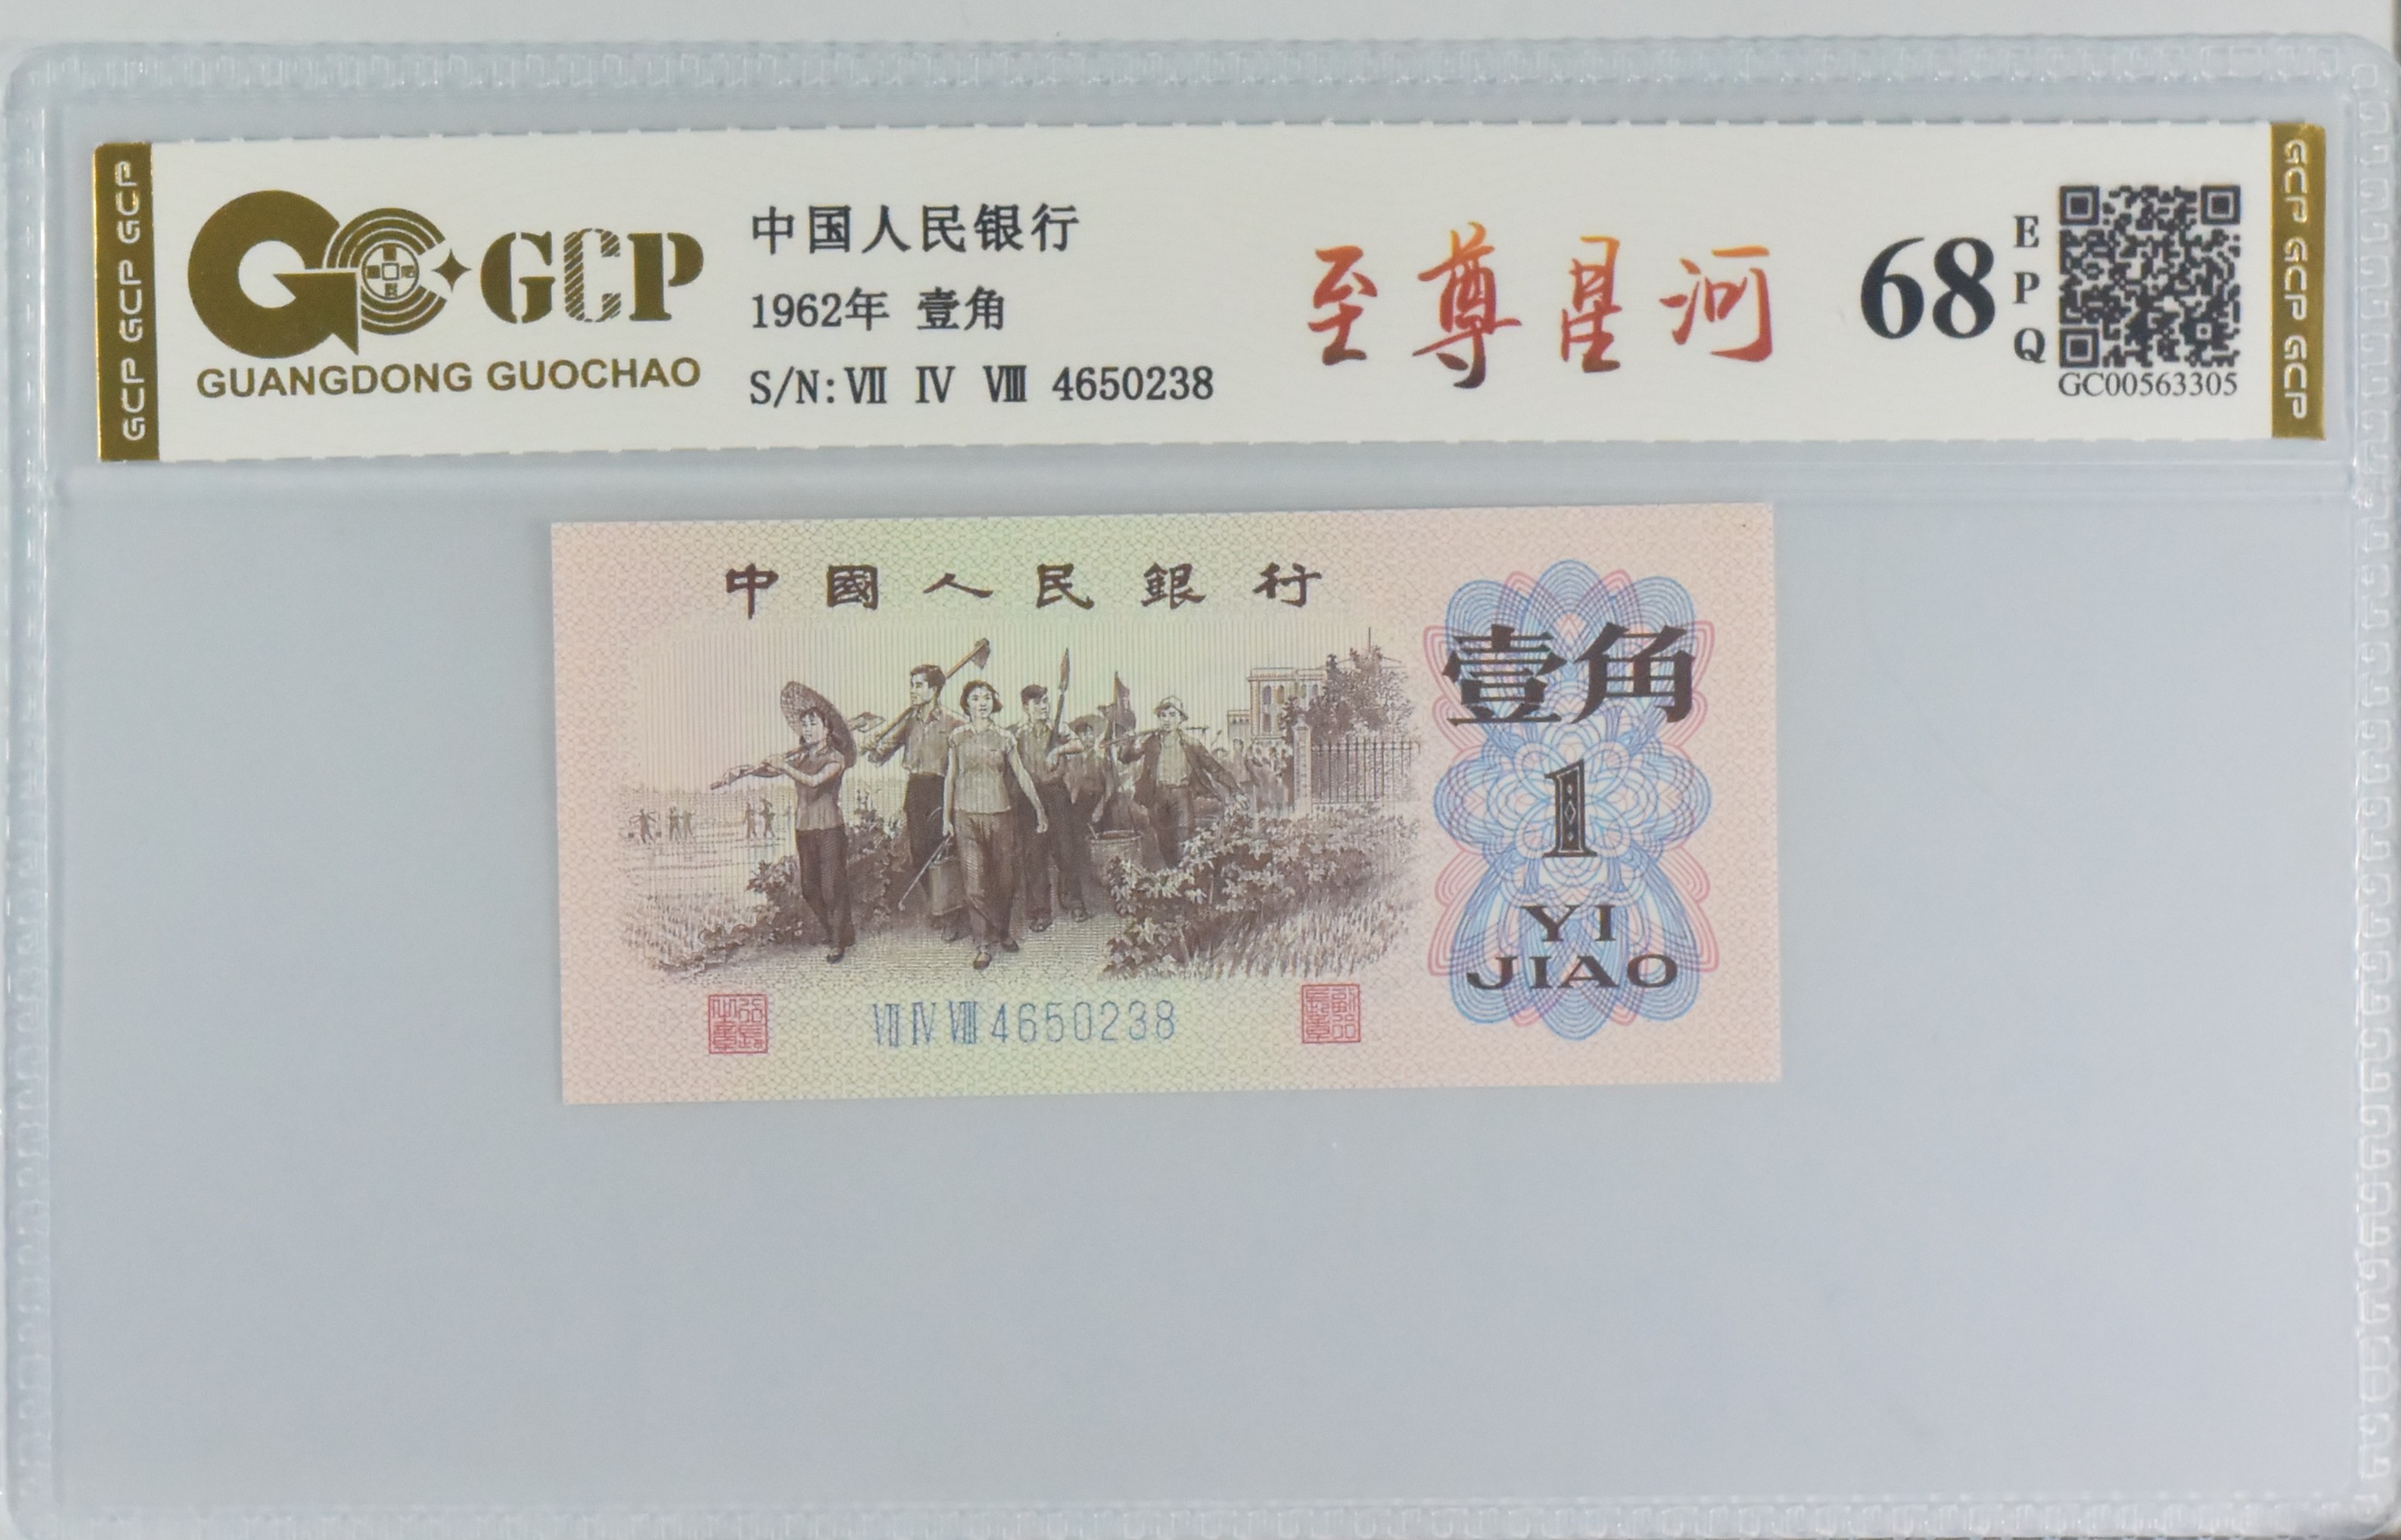 GCP GCP GCP
GCP
GUANGDONG GUOCHAO
中国人民银行
1962年 壹角
S/N: Ⅶ Ⅳ Ⅷ 4650238
至尊星河
68
E
P
Q
GC00563305
GCP GCP GCP
中國人民銀行
壹角
1
YI
JIAO
Ⅶ Ⅳ Ⅷ 4650238